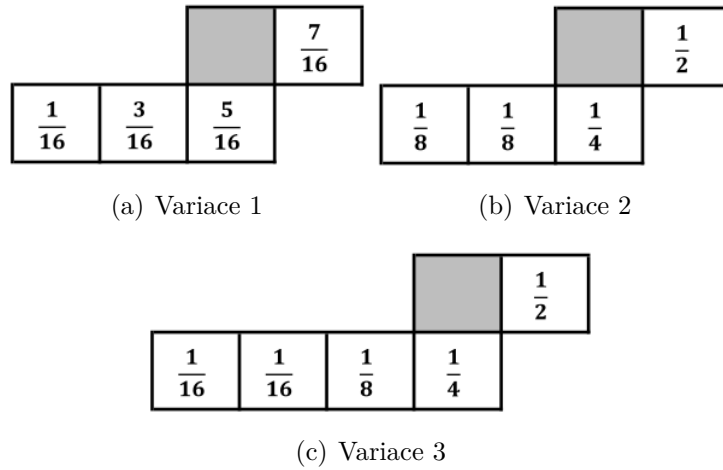 7/16
1/16 3/16 5/16
(a) Variace 1
1/2
1/8 1/8 1/4
(b) Variace 2
1/2
1/16 1/16 1/8 1/4
(c) Variace 3